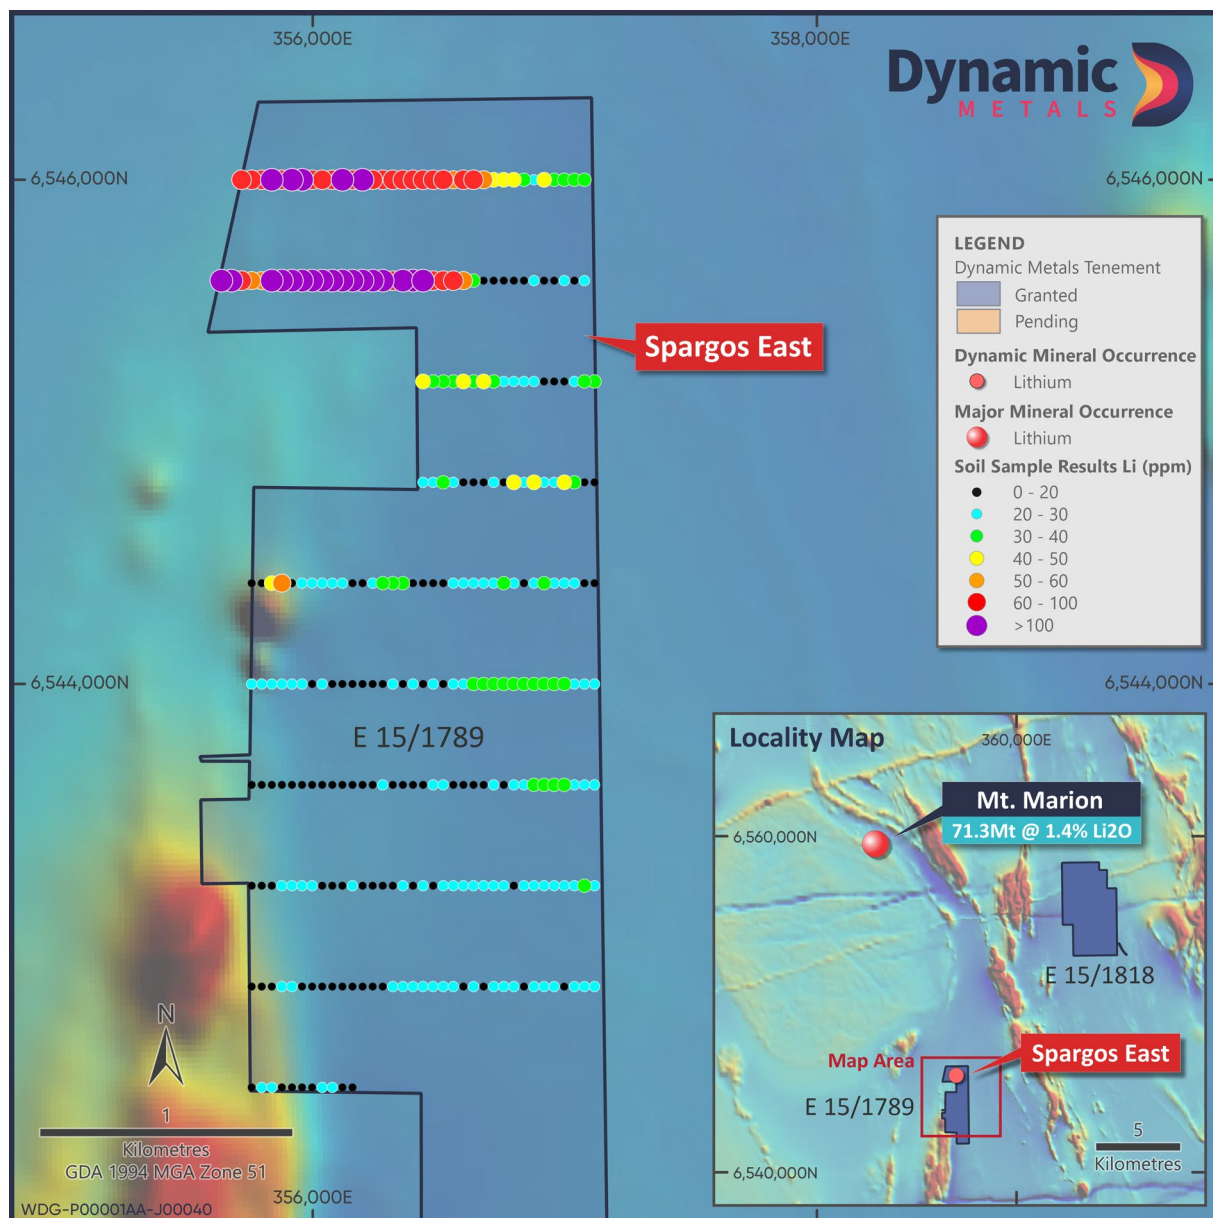 356,000E
358,000E
Dynamic
METALS
6,546,000N
6,546,000N
LEGEND
Dynamic Metals Tenement
Granted
Pending
Dynamic Mineral Occurrence
Lithium
Major Mineral Occurrence
Lithium
Soil Sample Results Li (ppm)
0 - 20
20 - 30
30 - 40
40 - 50
50 - 60
60 - 100
>100
Spargos East
6,544,000N
6,544,000N
E 15/1789
Locality Map
360,000E
Mt. Marion
71.3Mt @ 1.4% Li2O
6,560,000N
E 15/1818
Spargos East
Map Area
E 15/1789
5
Kilometres
6,540,000N
N
1
Kilometres
GDA 1994 MGA Zone 51
356,000E
WDG-P00001AA-J00040